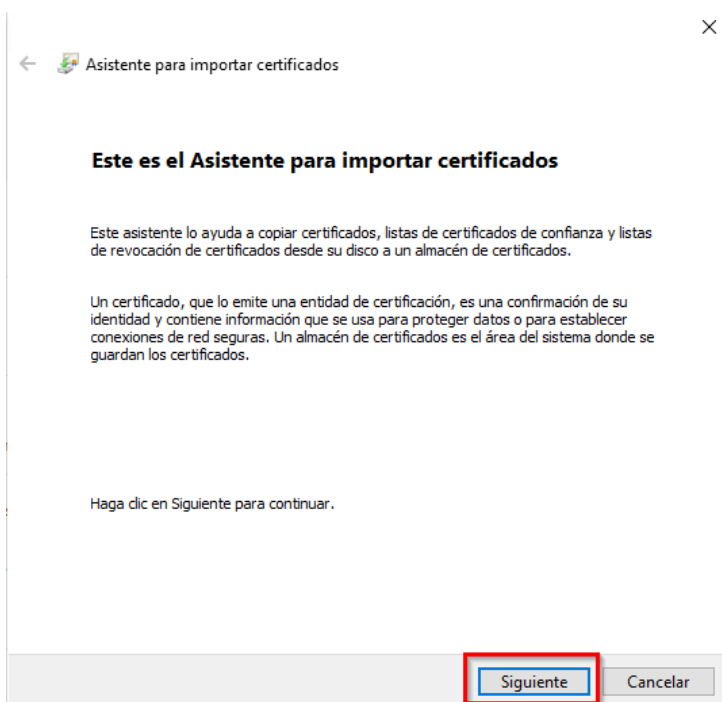 Asistente para importar certificados
Este es el Asistente para importar certificados
Este asistente lo ayuda a copiar certificados, listas de certificados de confianza y listas
de revocación de certificados desde su disco a un almacén de certificados.
Un certificado, que lo emite una entidad de certificación, es una confirmación de su
identidad y contiene información que se usa para proteger datos o para establecer
conexiones de red seguras. Un almacén de certificados es el área del sistema donde se
guardan los certificados.
Haga clic en Siguiente para continuar.
Siguiente
Cancelar